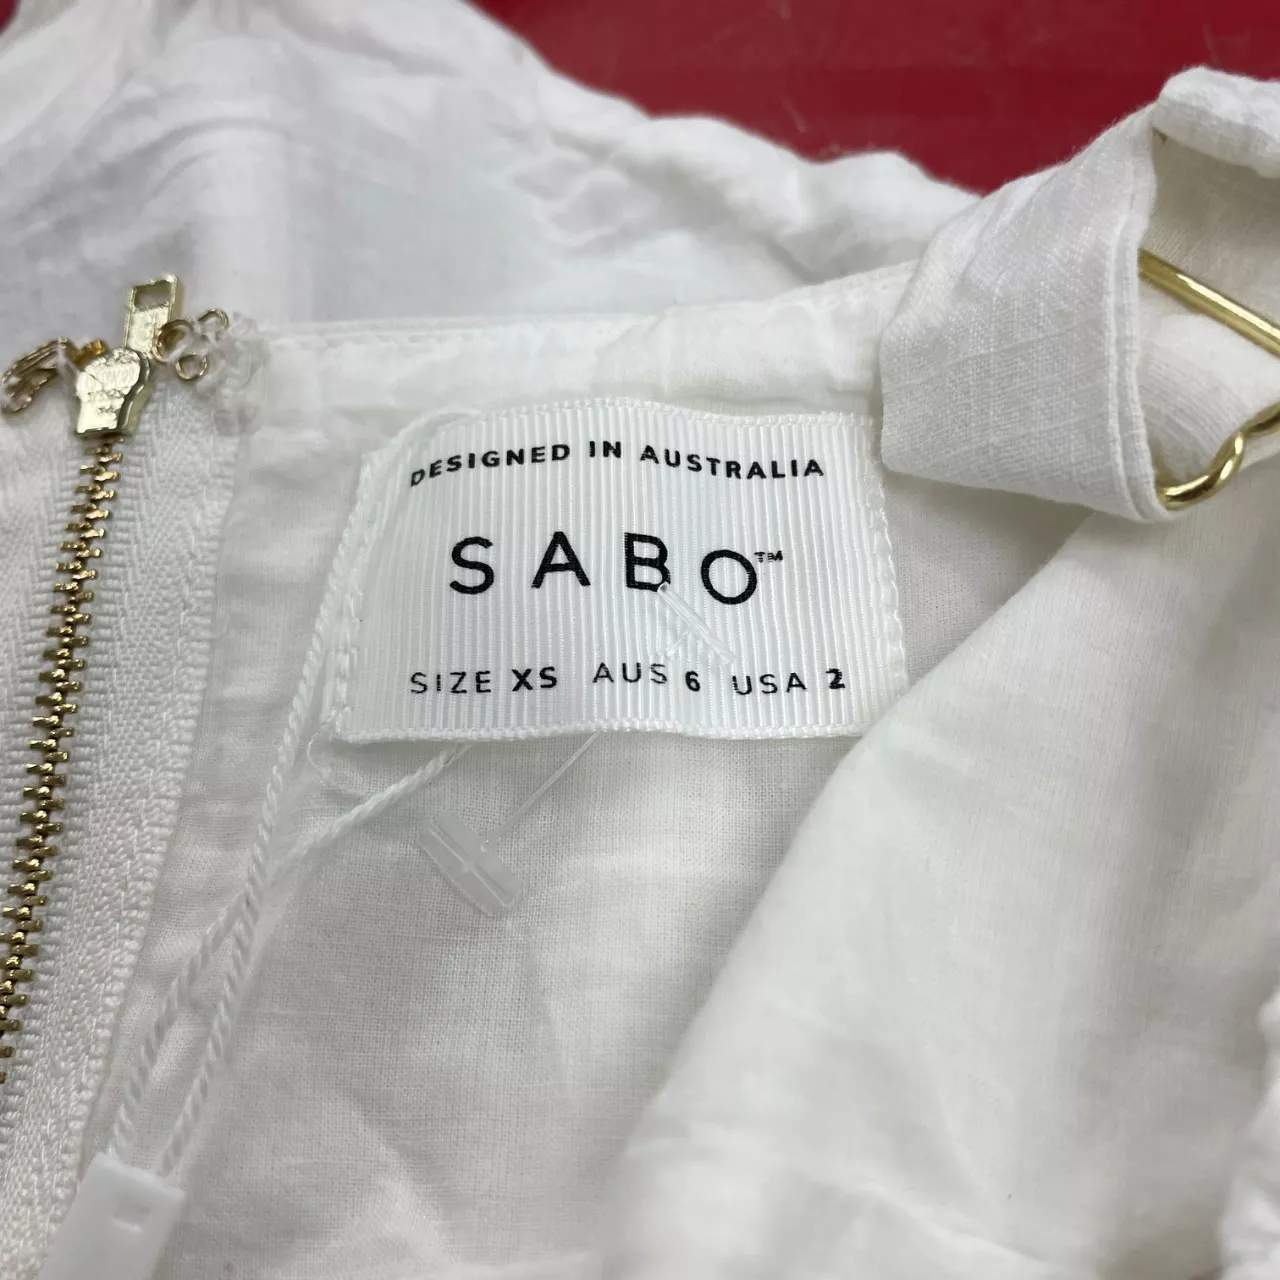 DESIGNED IN AUSTRALIA
SABO™
SIZE XS AUS 6 USA 2